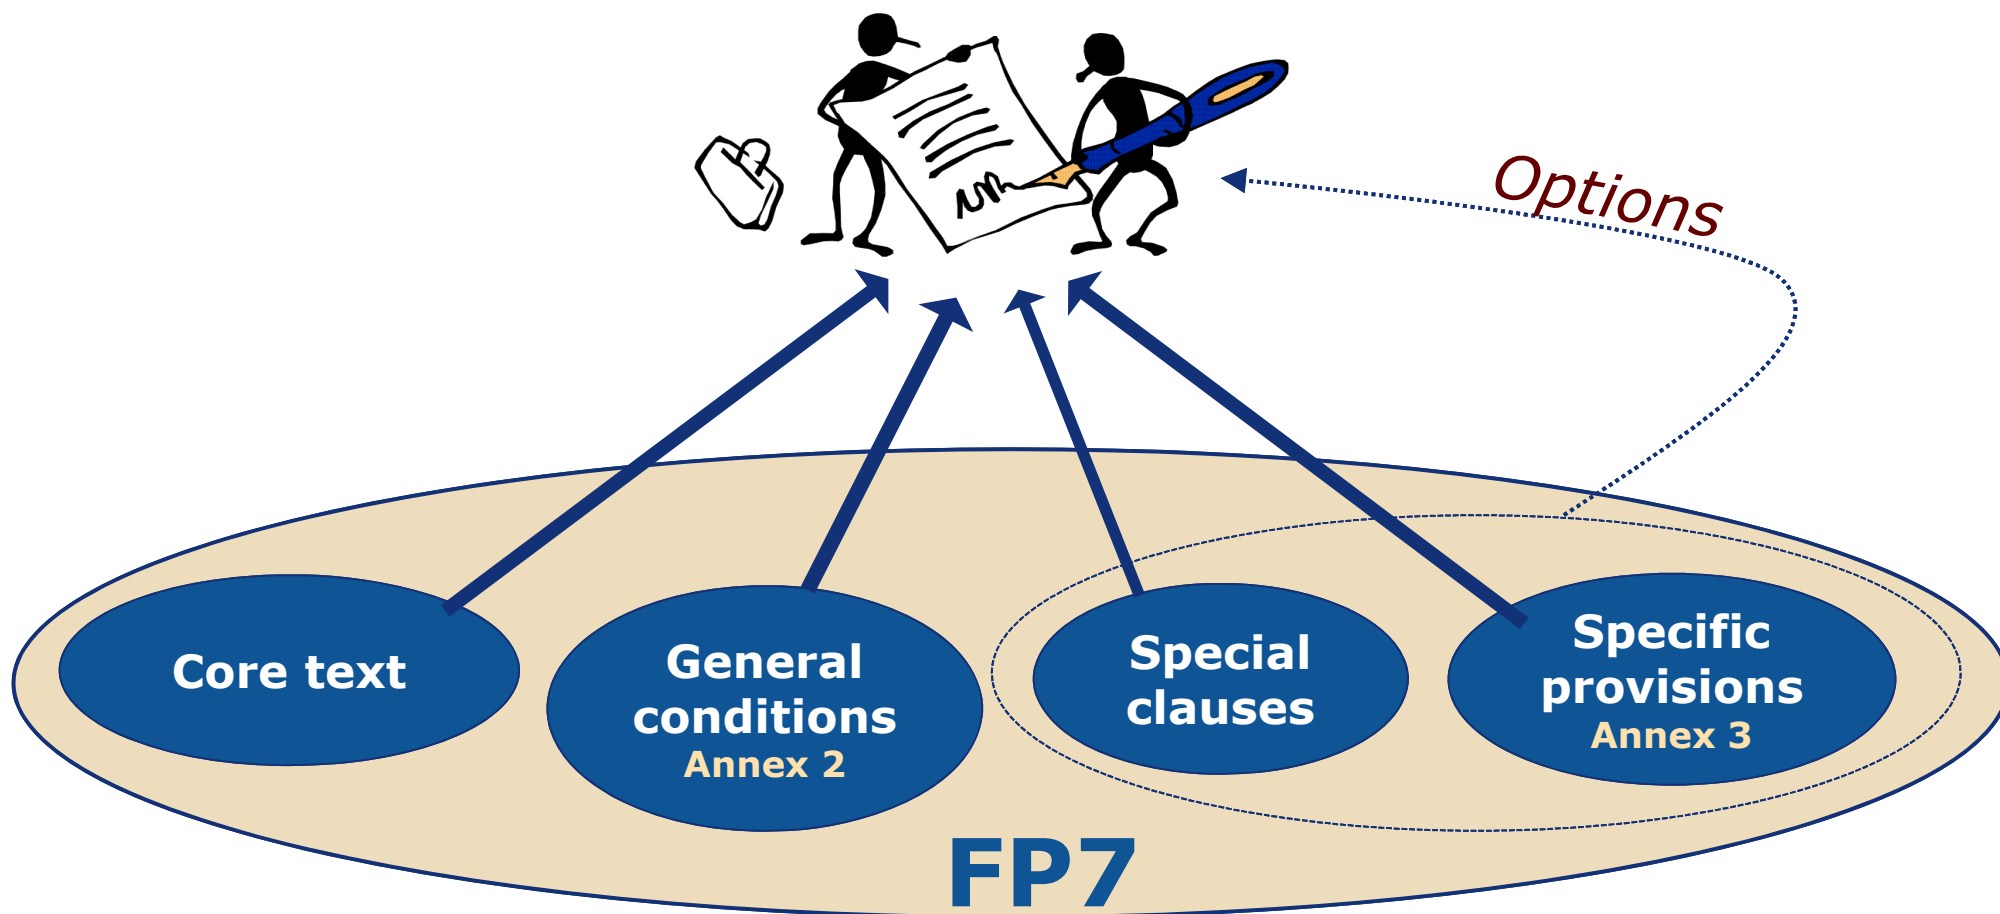 Options
Core text
General
conditions
Annex 2
Special
clauses
Specific
provisions
Annex 3
FP7